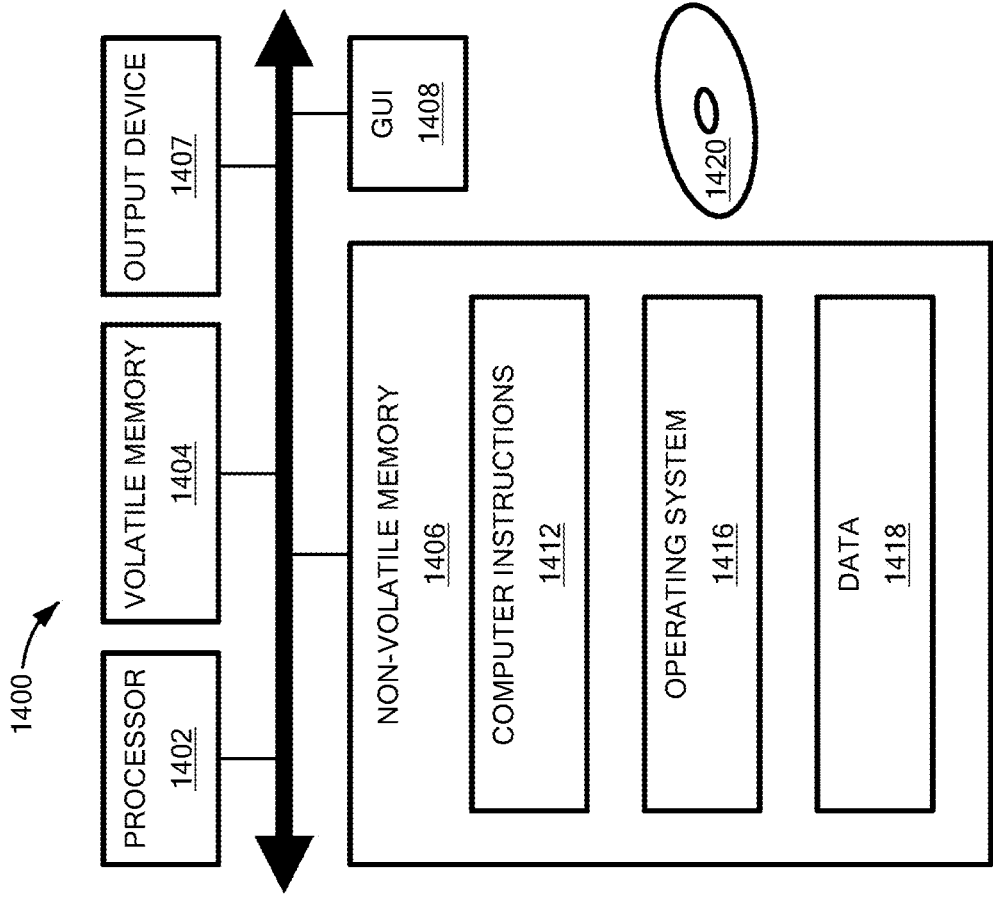 1400
PROCESSOR
1402
VOLATILE MEMORY
1404
OUTPUT DEVICE
1407
NON-VOLATILE MEMORY
1406
COMPUTER INSTRUCTIONS
1412
OPERATING SYSTEM
1416
DATA
1418
GUI
1408
1420